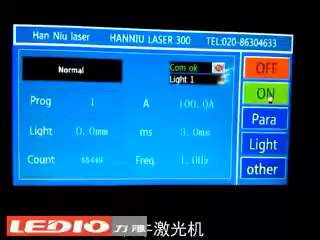 Han Niu laser HANNIU LASER 300 TEL:020-86304633
Normal Com ok OFF
Light 1
ON
Prog 1 A 100.0A
Para
Light 0.0mm ms 3.0ms
Light
Count Freq. 1.0Hz
other
LEDIO 激光机